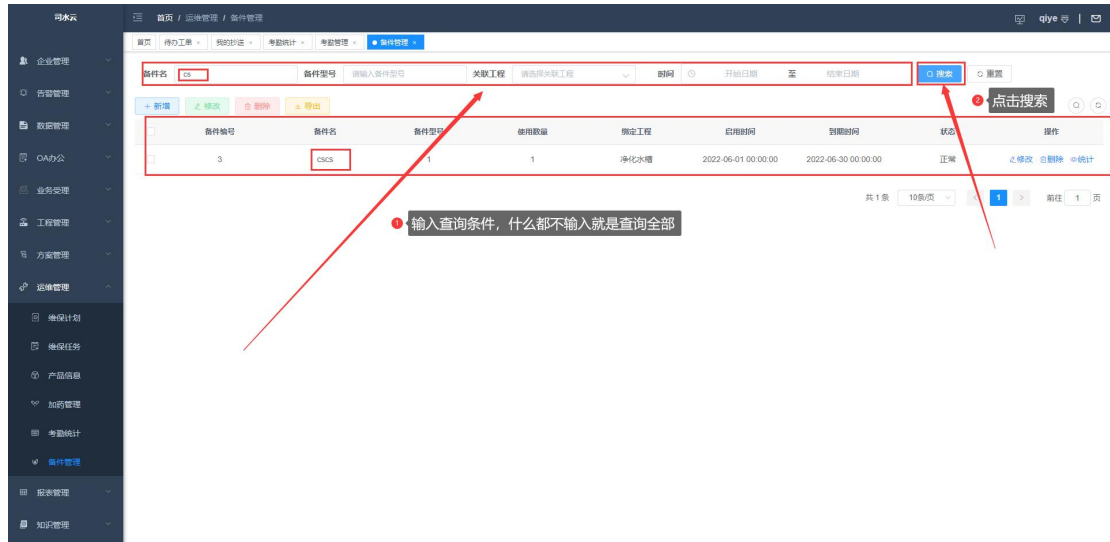 司水云
首页 / 运维管理 / 备件管理
qiye
首页 待办工单 × 我的抄送 × 考勤统计 × 考勤管理 × 备件管理 ×
企业管理
告警管理
数据管理
OA办公
业务受理
工程管理
方案管理
运维管理
维保计划
维保任务
产品信息
加药管理
考勤统计
备件管理
报表管理
知识管理
备件名 cs 备件型号 请输入备件型号 关联工程 请选择关联工程 时间 开始日期 至 结束日期 搜索 重置
+ 新增 修改 删除 导出
2 点击搜索
备件编号 备件名 备件型号 使用数量 绑定工程 启用时间 到期时间 状态 操作
3 cscs 1 1 净化水槽 2022-06-01 00:00:00 2022-06-30 00:00:00 正常 修改 删除 统计
共 1 条 10条/页 < 1 > 前往 1 页
1 输入查询条件，什么都不输入就是查询全部